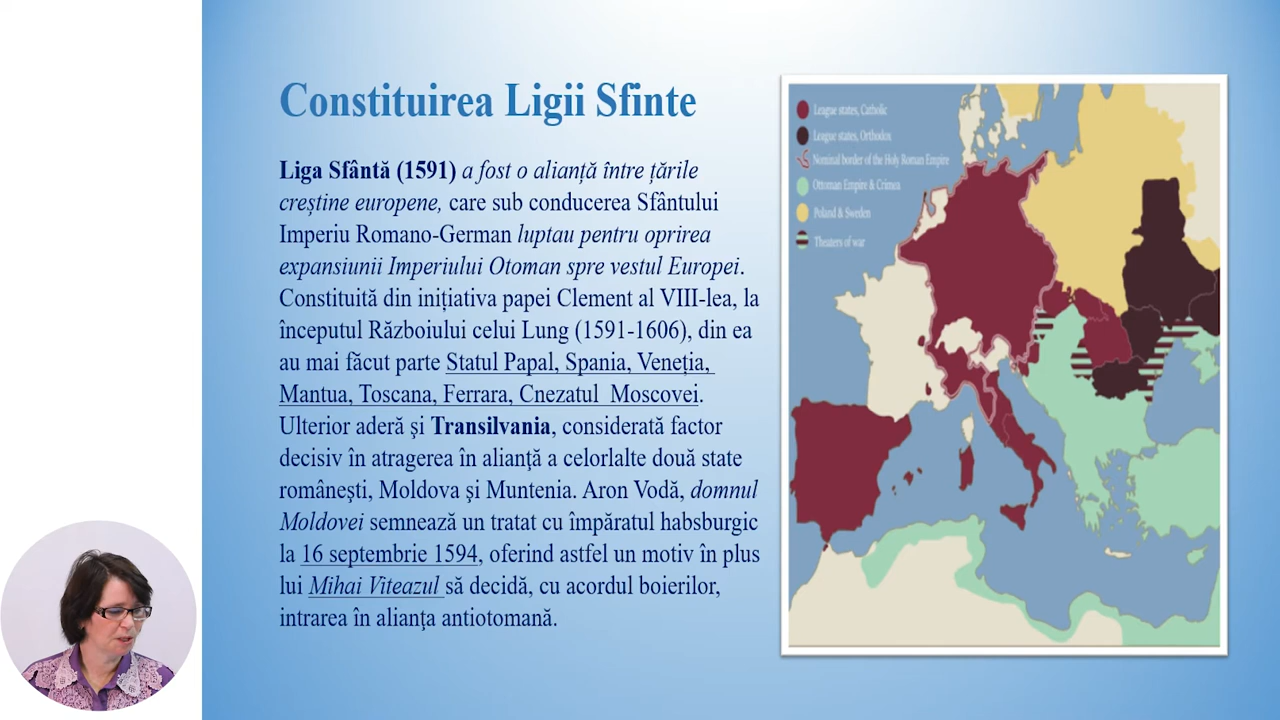 Constituirea Ligii Sfinte
Liga Sfântă (1591) a fost o alianță între țările
creștine europene, care sub conducerea Sfântului
Imperiu Romano-German luptau pentru oprirea
expansiunii Imperiului Otoman spre vestul Europei.
Constituită din inițiativa papei Clement al VIII-lea, la
începutul Războiului celui Lung (1591-1606), din ea
au mai făcut parte Statul Papal, Spania, Veneția,
Mantua, Toscana, Ferrara, Cnezatul Moscovei.
Ulterior aderă şi Transilvania, considerată factor
decisiv în atragerea în alianţă a celorlalte două state
româneşti, Moldova şi Muntenia. Aron Vodă, domnul
Moldovei semnează un tratat cu împăratul habsburgic
la 16 septembrie 1594, oferind astfel un motiv în plus
lui Mihai Viteazul să decidă, cu acordul boierilor,
intrarea în alianţa antiotomană.
League states, Catholic
League states, Orthodox
Nominal border of the Holy Roman Empire
Ottoman Empire & Crimea
Poland & Sweden
Theaters of war